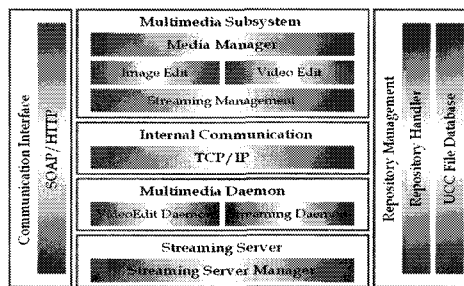 Communication Interface
SOAP/HTTP
Multimedia Subsystem
Media Manager
Image Edit
Video Edit
Streaming Management
Internal Communication
TCP/IP
Multimedia Daemon
VideoEdit Daemon
Streaming Daemon
Streaming Server
Streaming Server Manager
Repository Management
Repository Handler
UCC File Database